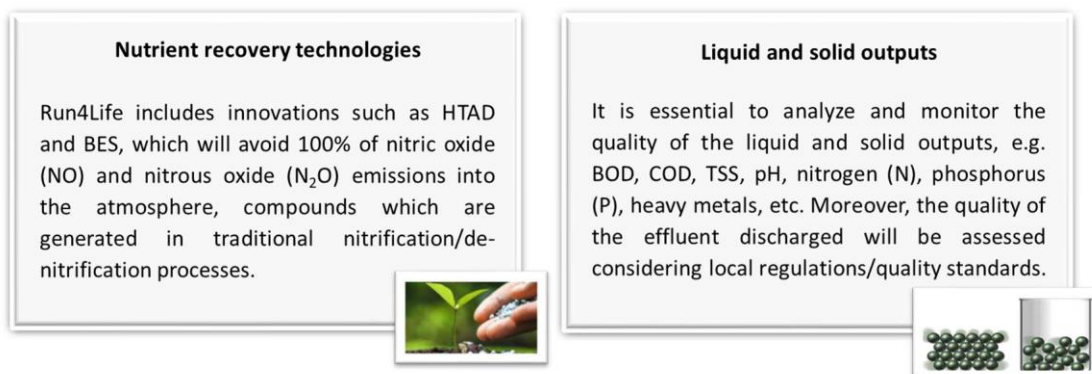 Nutrient recovery technologies
Run4Life includes innovations such as HTAD
and BES, which will avoid 100% of nitric oxide
(NO) and nitrous oxide (N₂O) emissions into
the atmosphere, compounds which are
generated in traditional nitrification/de-
nitrification processes.
Liquid and solid outputs
It is essential to analyze and monitor the
quality of the liquid and solid outputs, e.g.
BOD, COD, TSS, pH, nitrogen (N), phosphorus
(P), heavy metals, etc. Moreover, the quality of
the effluent discharged will be assessed
considering local regulations/quality standards.